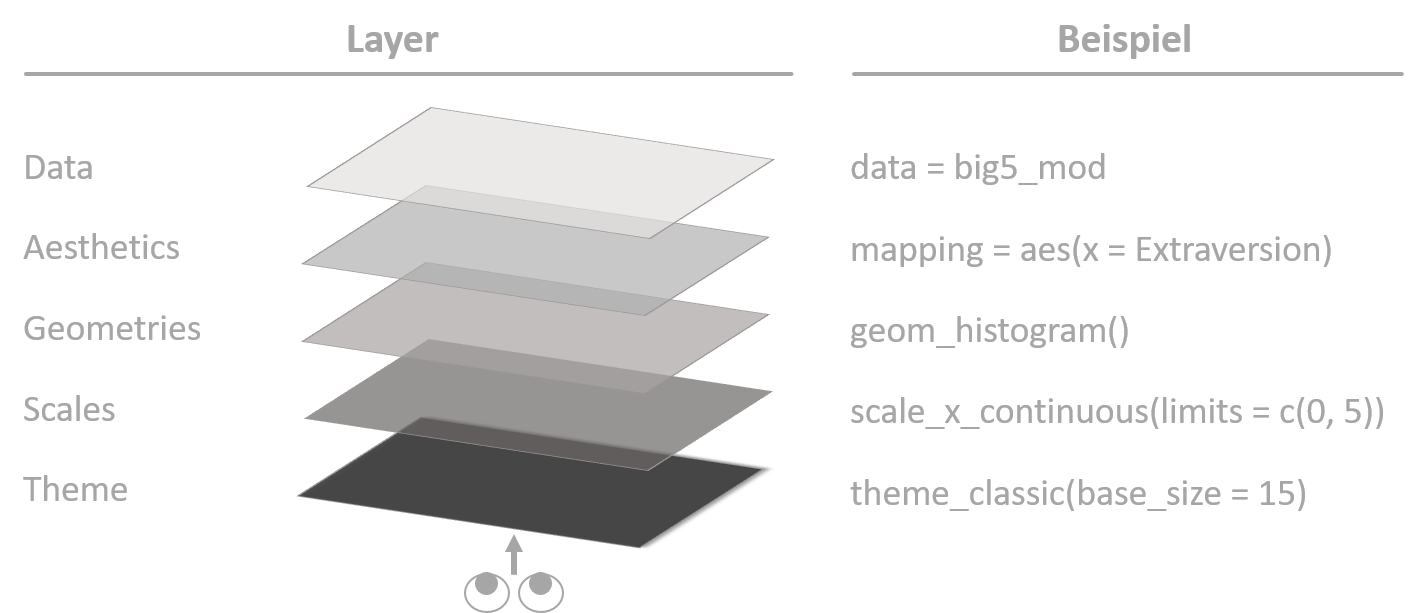 Layer
Beispiel
Data
data = big5_mod
Aesthetics
mapping = aes(x = Extraversion)
Geometries
geom_histogram()
Scales
scale_x_continuous(limits = c(0, 5))
Theme
theme_classic(base_size = 15)